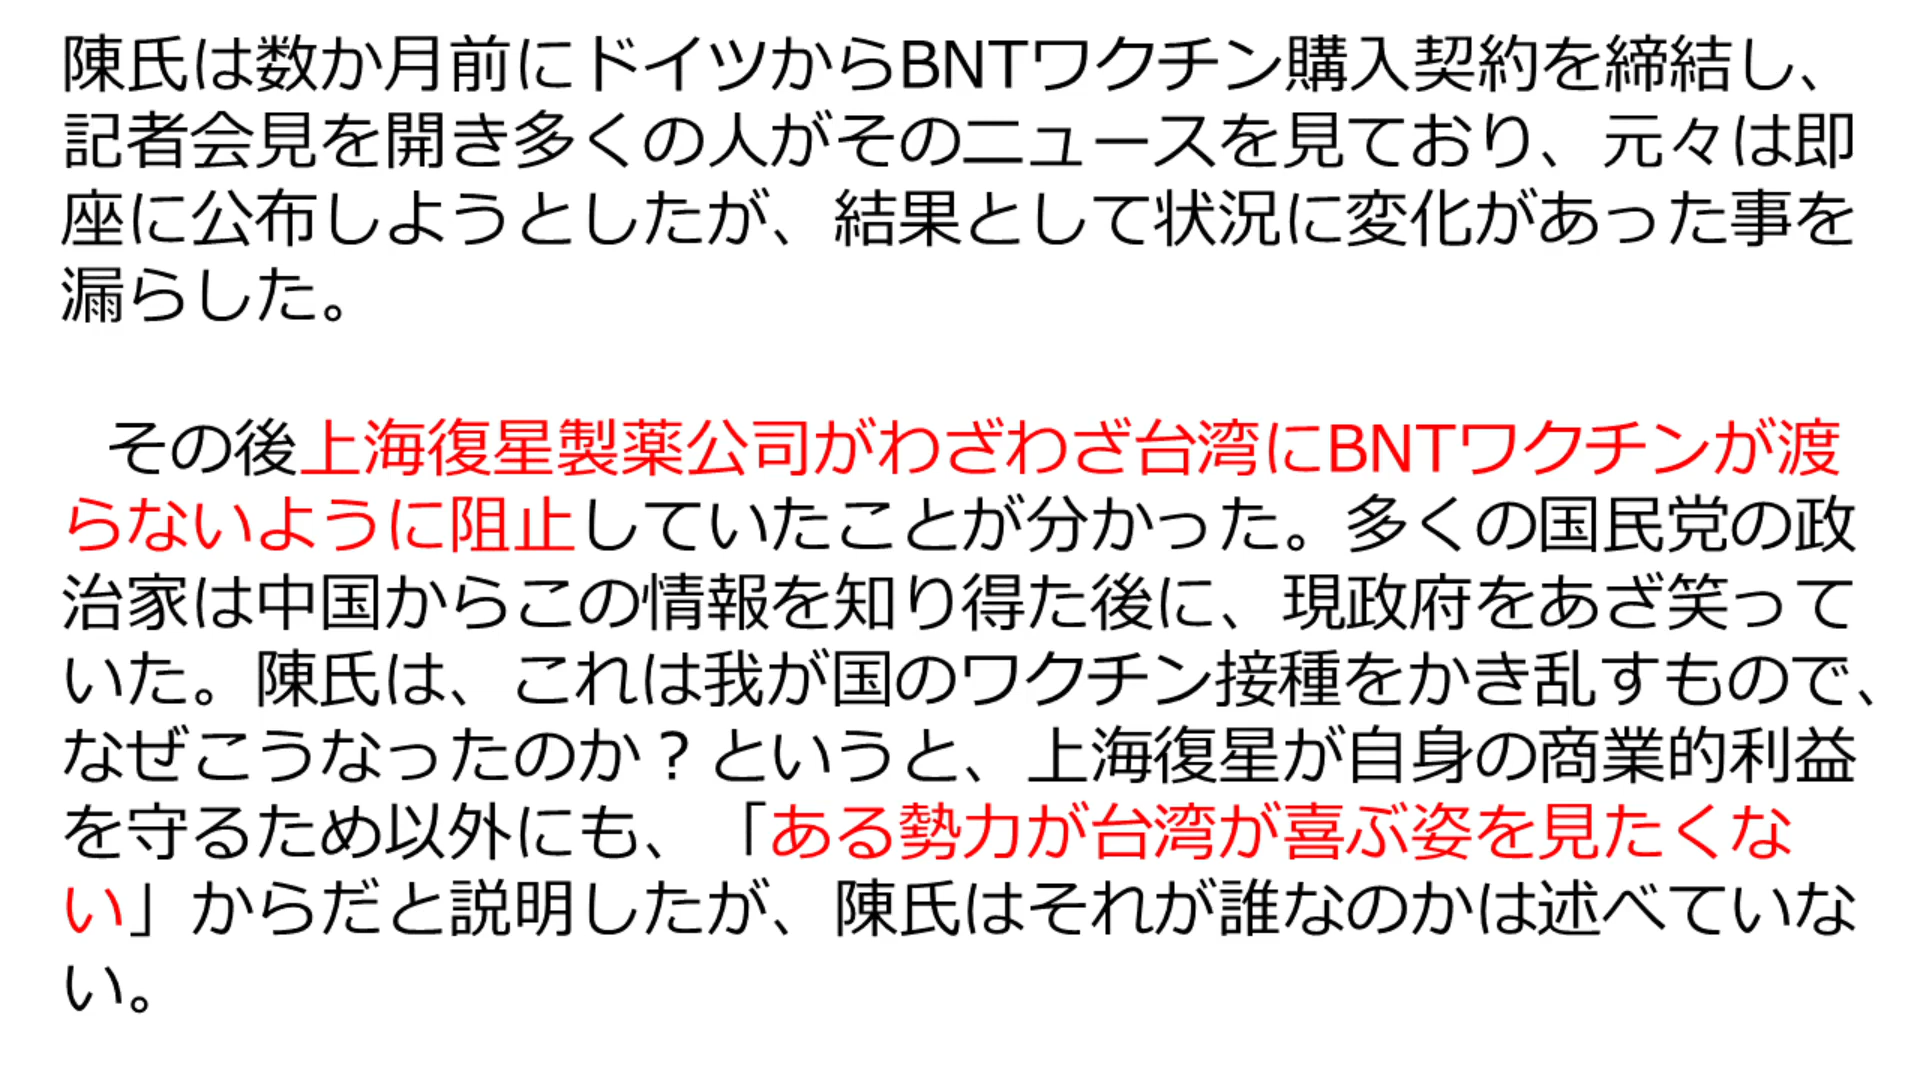 陳氏は数か月前にドイツからBNTワクチン購入契約を締結し、
記者会見を開き多くの人がそのニュースを見ており、元々は即
座に公布しようとしたが、結果として状況に変化があった事を
漏らした。
その後上海復星製薬公司がわざわざ台湾にBNTワクチンが渡
らないように阻止していたことが分かった。多くの国民党の政
治家は中国からこの情報を知り得た後に、現政府をあざ笑って
いた。陳氏は、これは我が国のワクチン接種をかき乱すもので、
なぜこうなったのか？というと、上海復星が自身の商業的利益
を守るため以外にも、「ある勢力が台湾が喜ぶ姿を見たくな
い」からだと説明したが、陳氏はそれが誰なのかは述べていな
い。